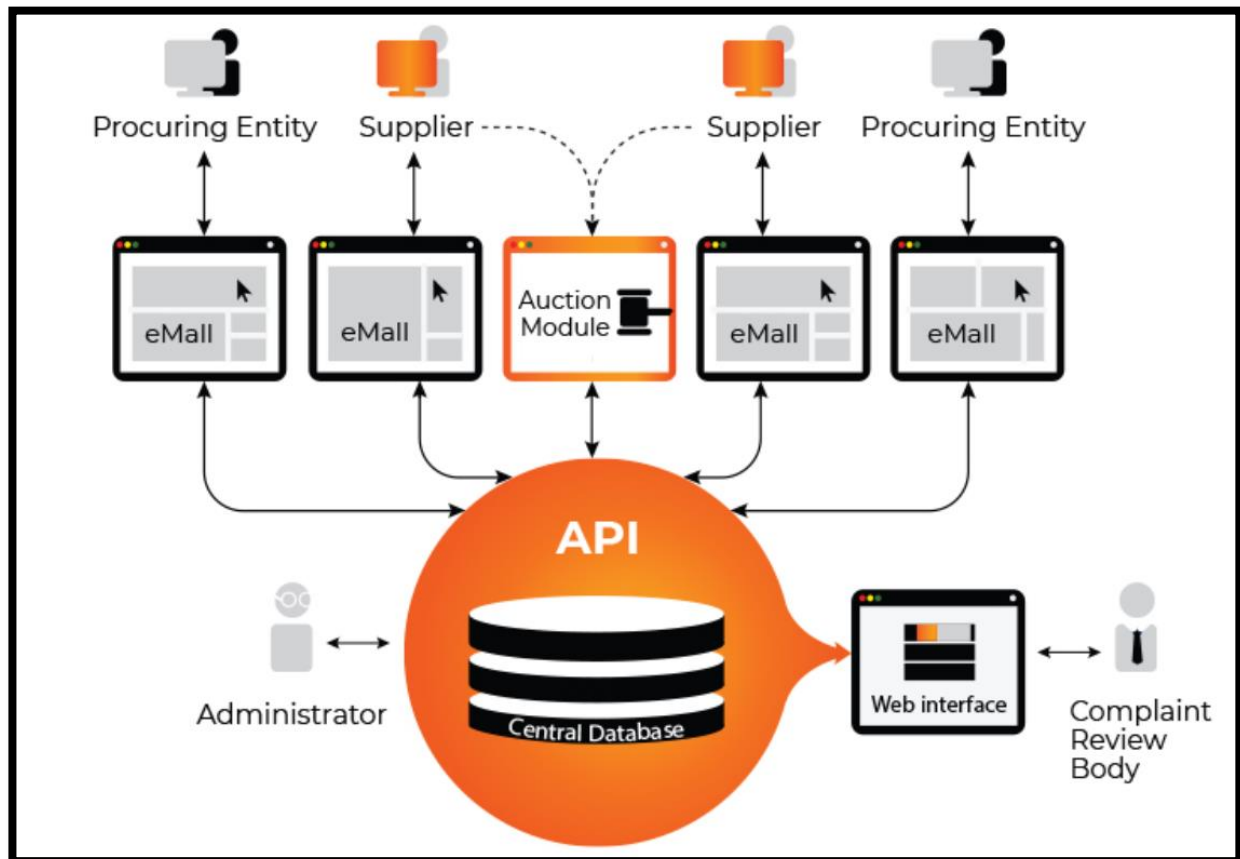 Procuring Entity
Supplier
Supplier
Procuring Entity
eMall
eMall
Auction
Module
eMall
eMall
API
Central Database
Administrator
Web interface
Complaint
Review
Body